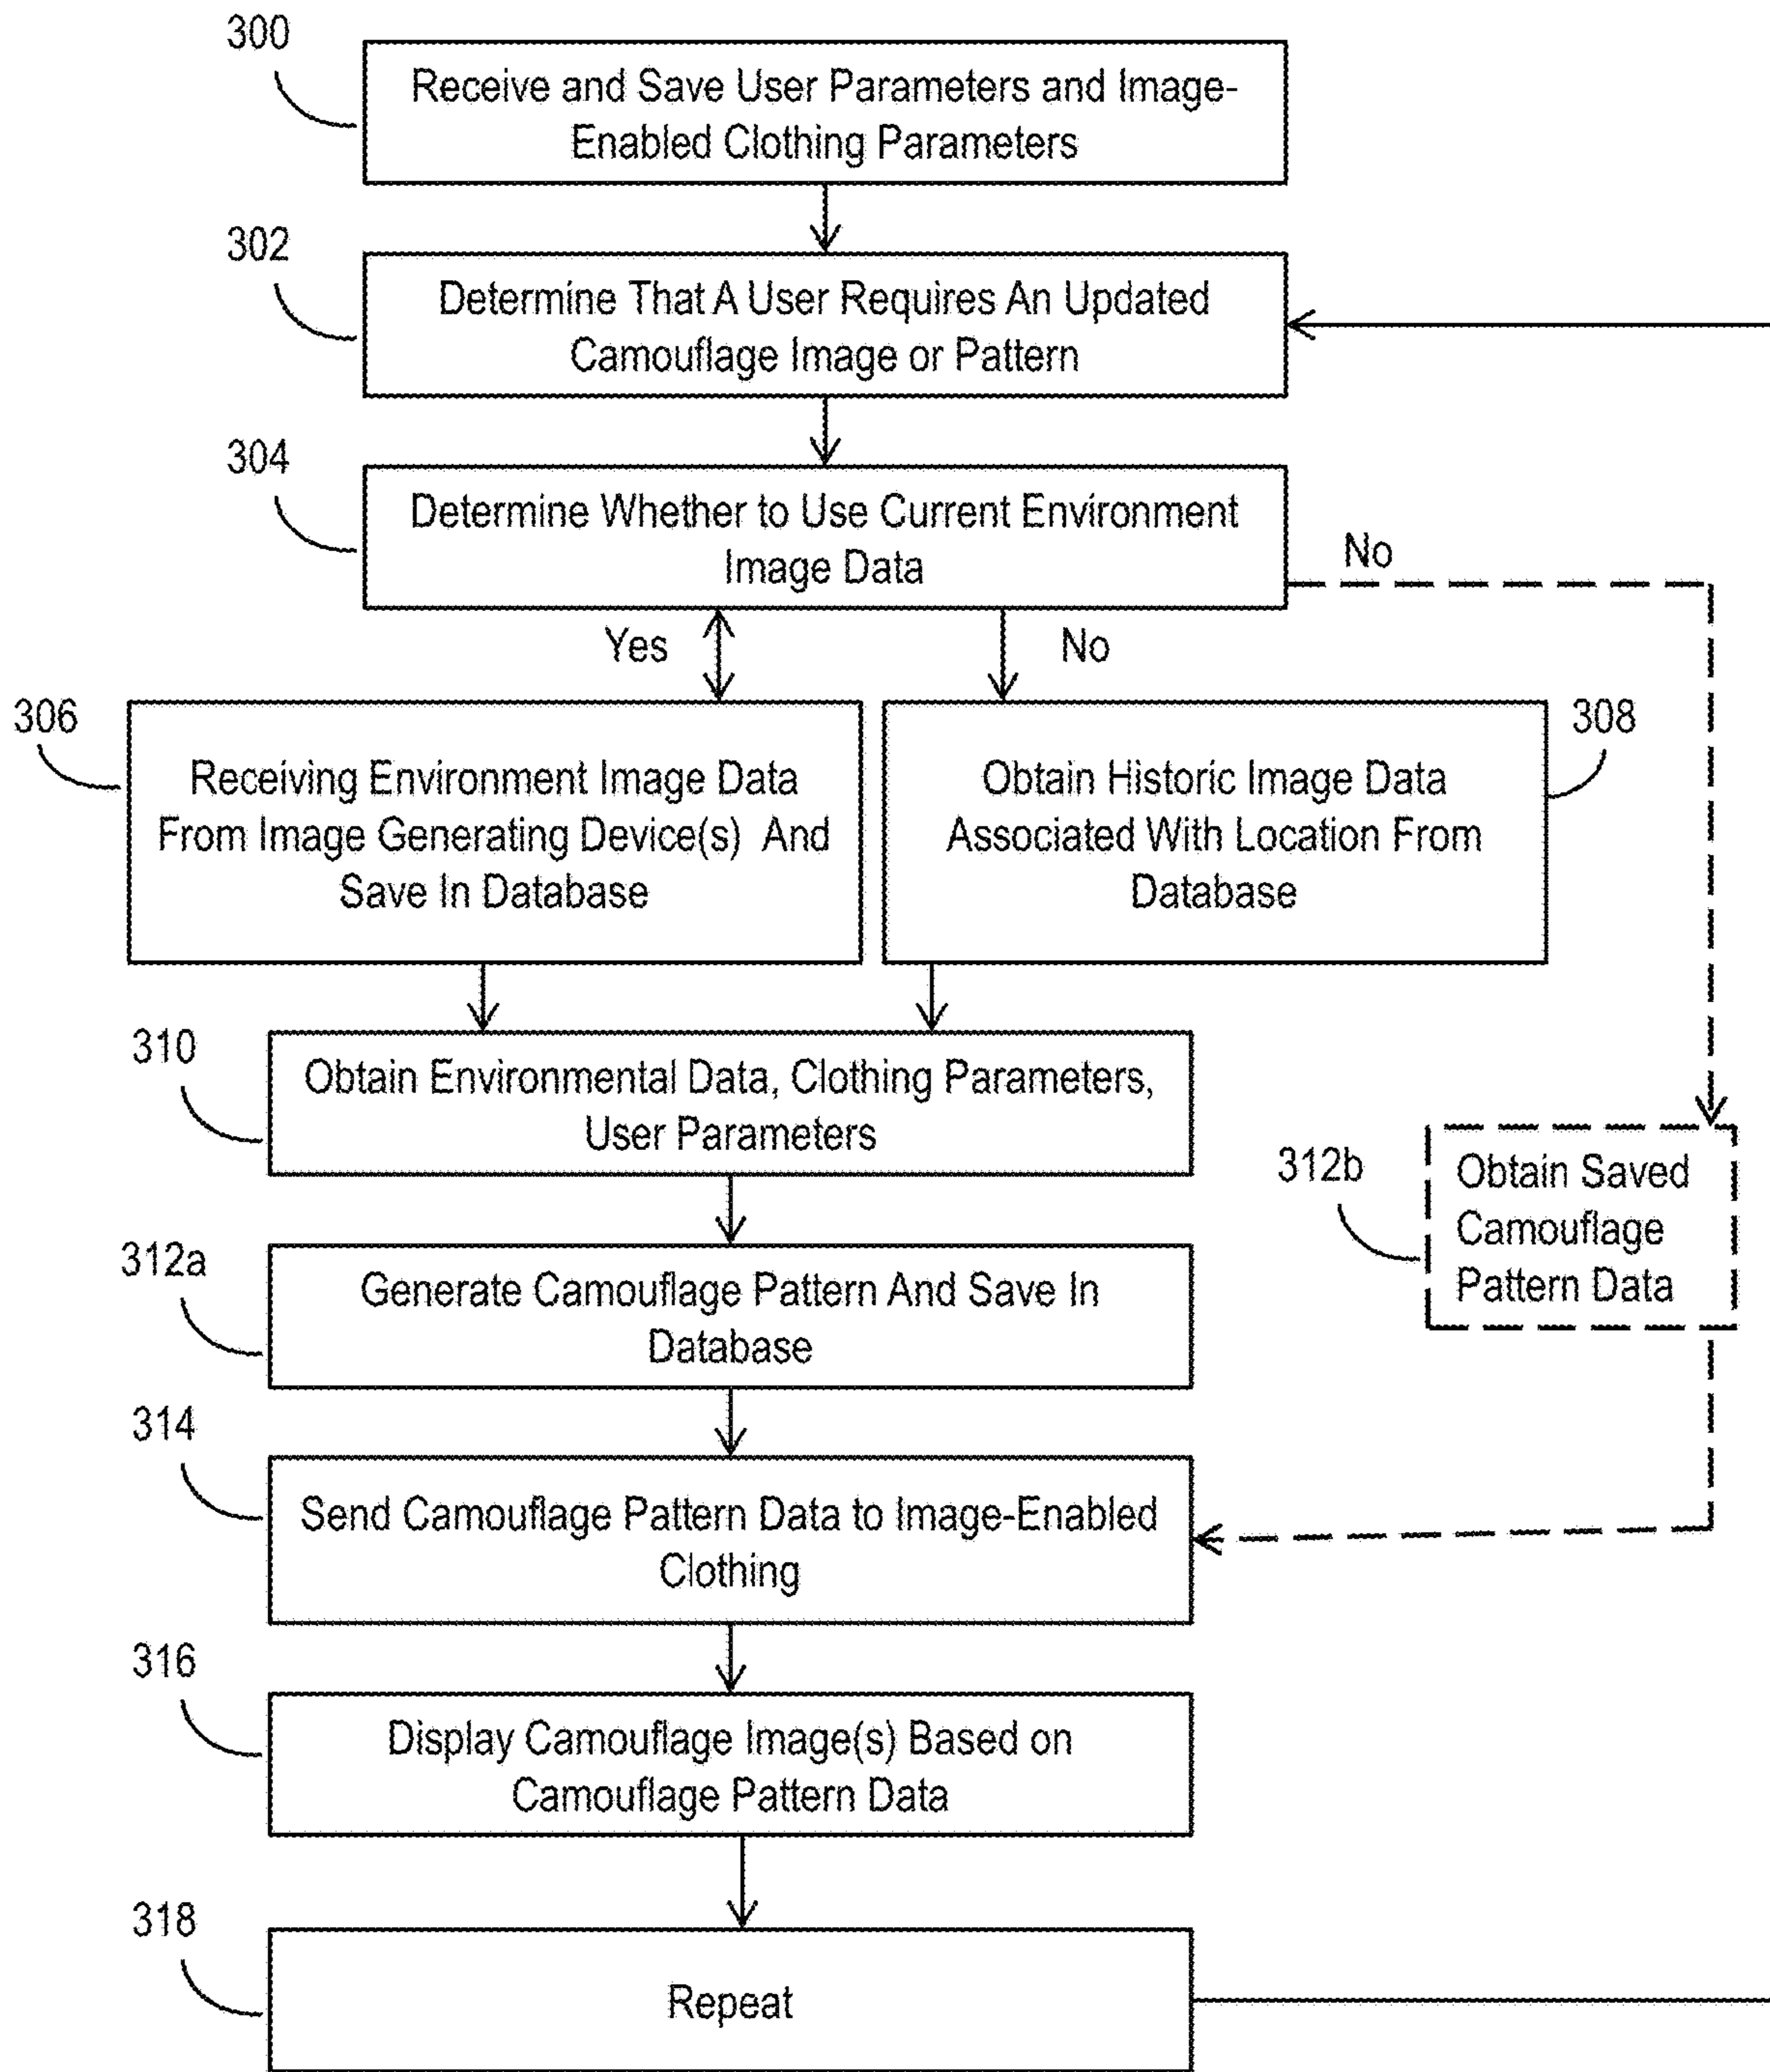 300
Receive and Save User Parameters and Image-
Enabled Clothing Parameters
302
Determine That A User Requires An Updated
Camouflage Image or Pattern
304
Determine Whether to Use Current Environment
Image Data
No
Yes
No
306
Receiving Environment Image Data
From Image Generating Device(s) And
Save In Database
308
Obtain Historic Image Data
Associated With Location From
Database
310
Obtain Environmental Data, Clothing Parameters,
User Parameters
312b
Obtain Saved
Camouflage
Pattern Data
312a
Generate Camouflage Pattern And Save In
Database
314
Send Camouflage Pattern Data to Image-Enabled
Clothing
316
Display Camouflage Image(s) Based on
Camouflage Pattern Data
318
Repeat